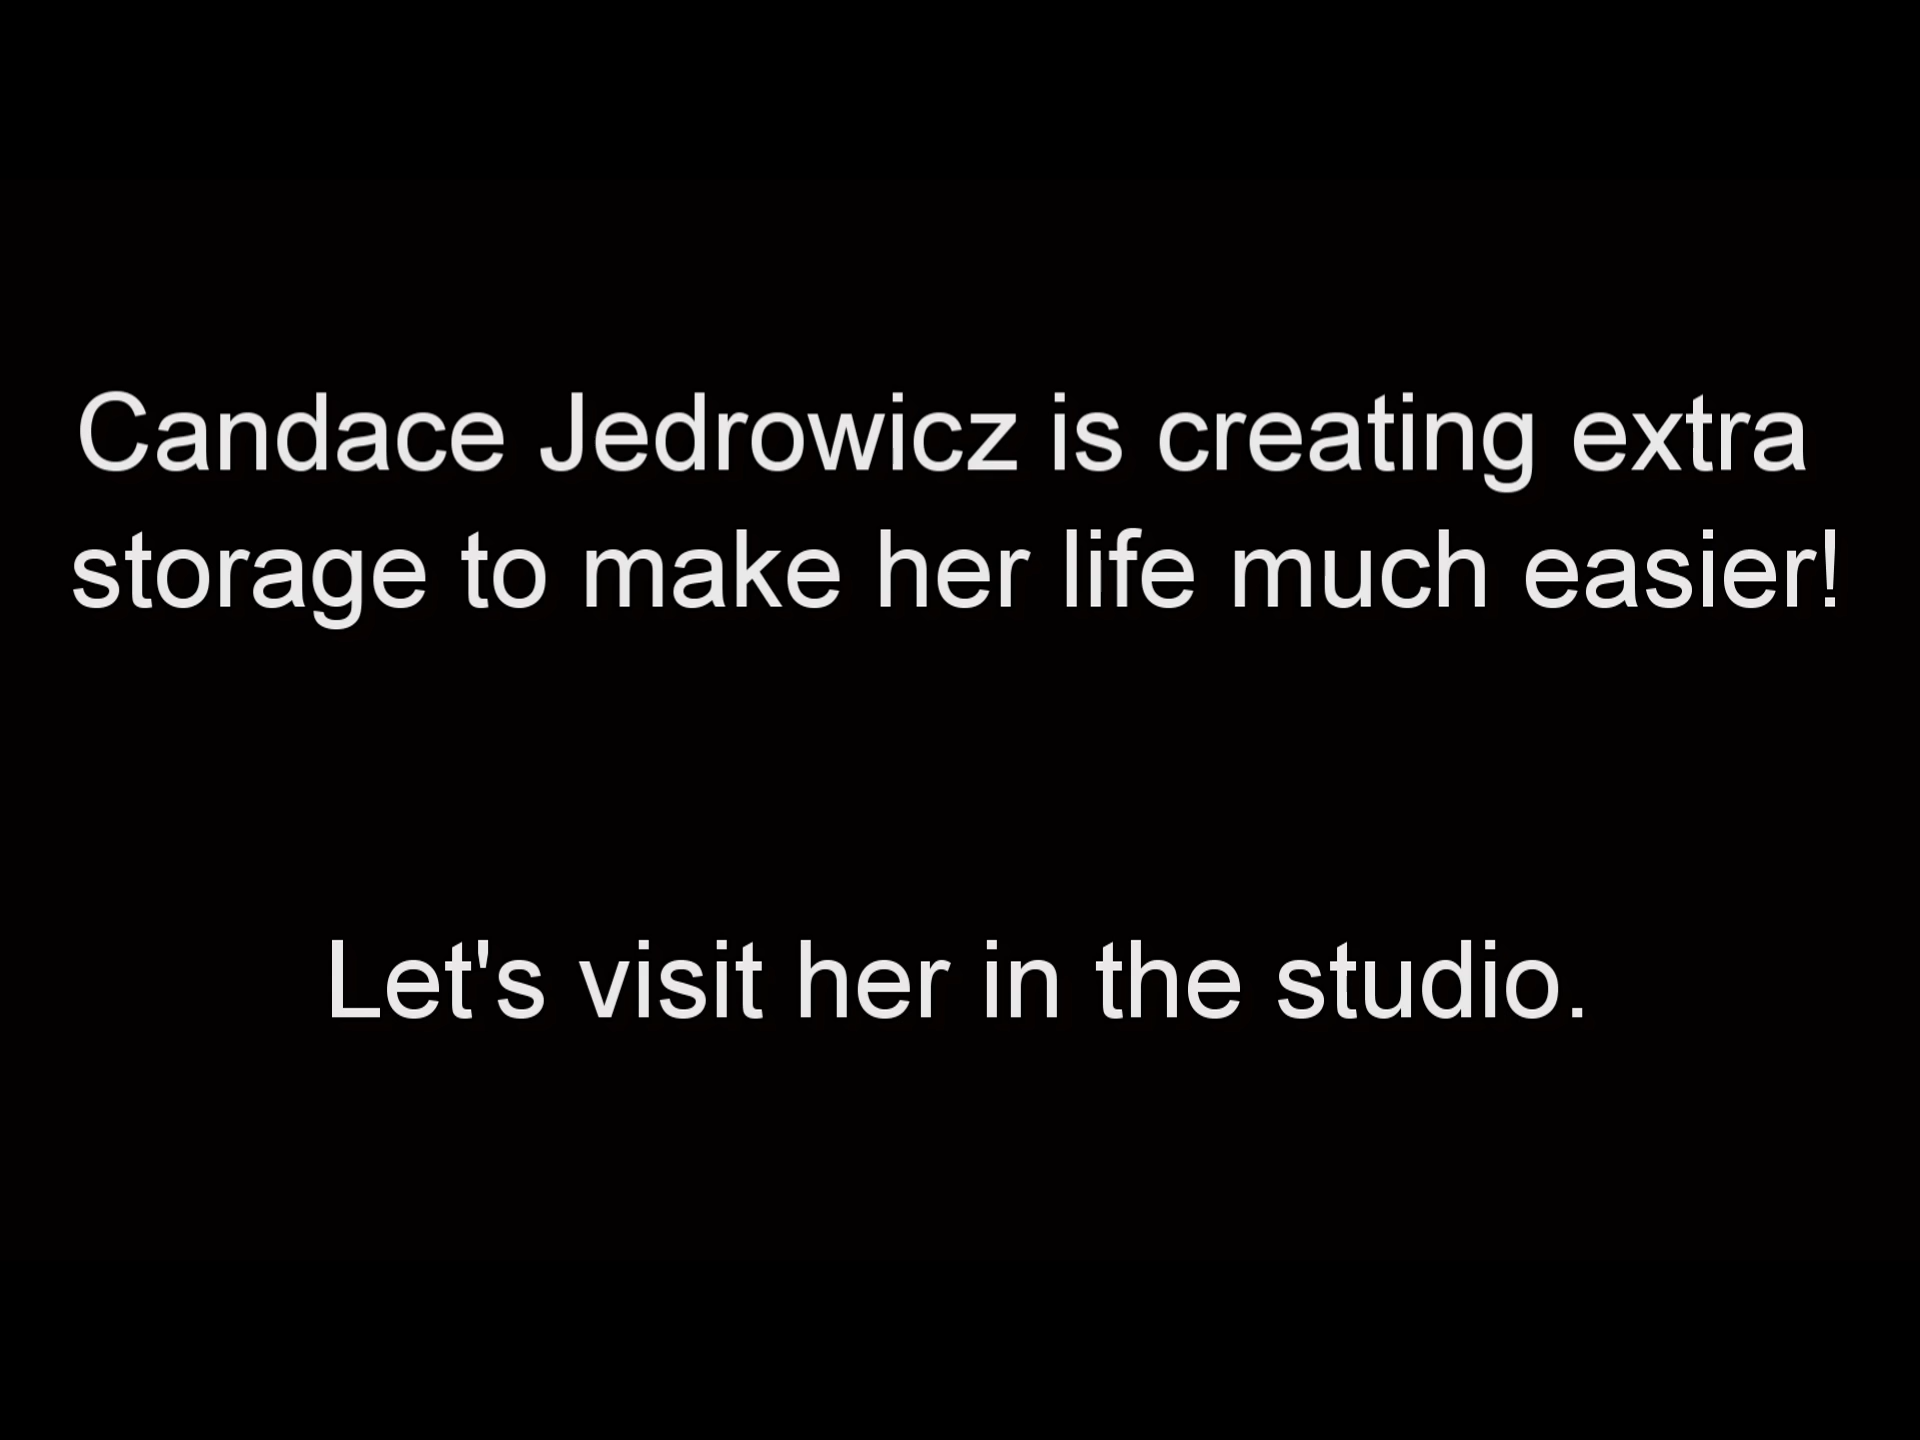 Candace Jedrowicz is creating extra
storage to make her life much easier!
Let's visit her in the studio.